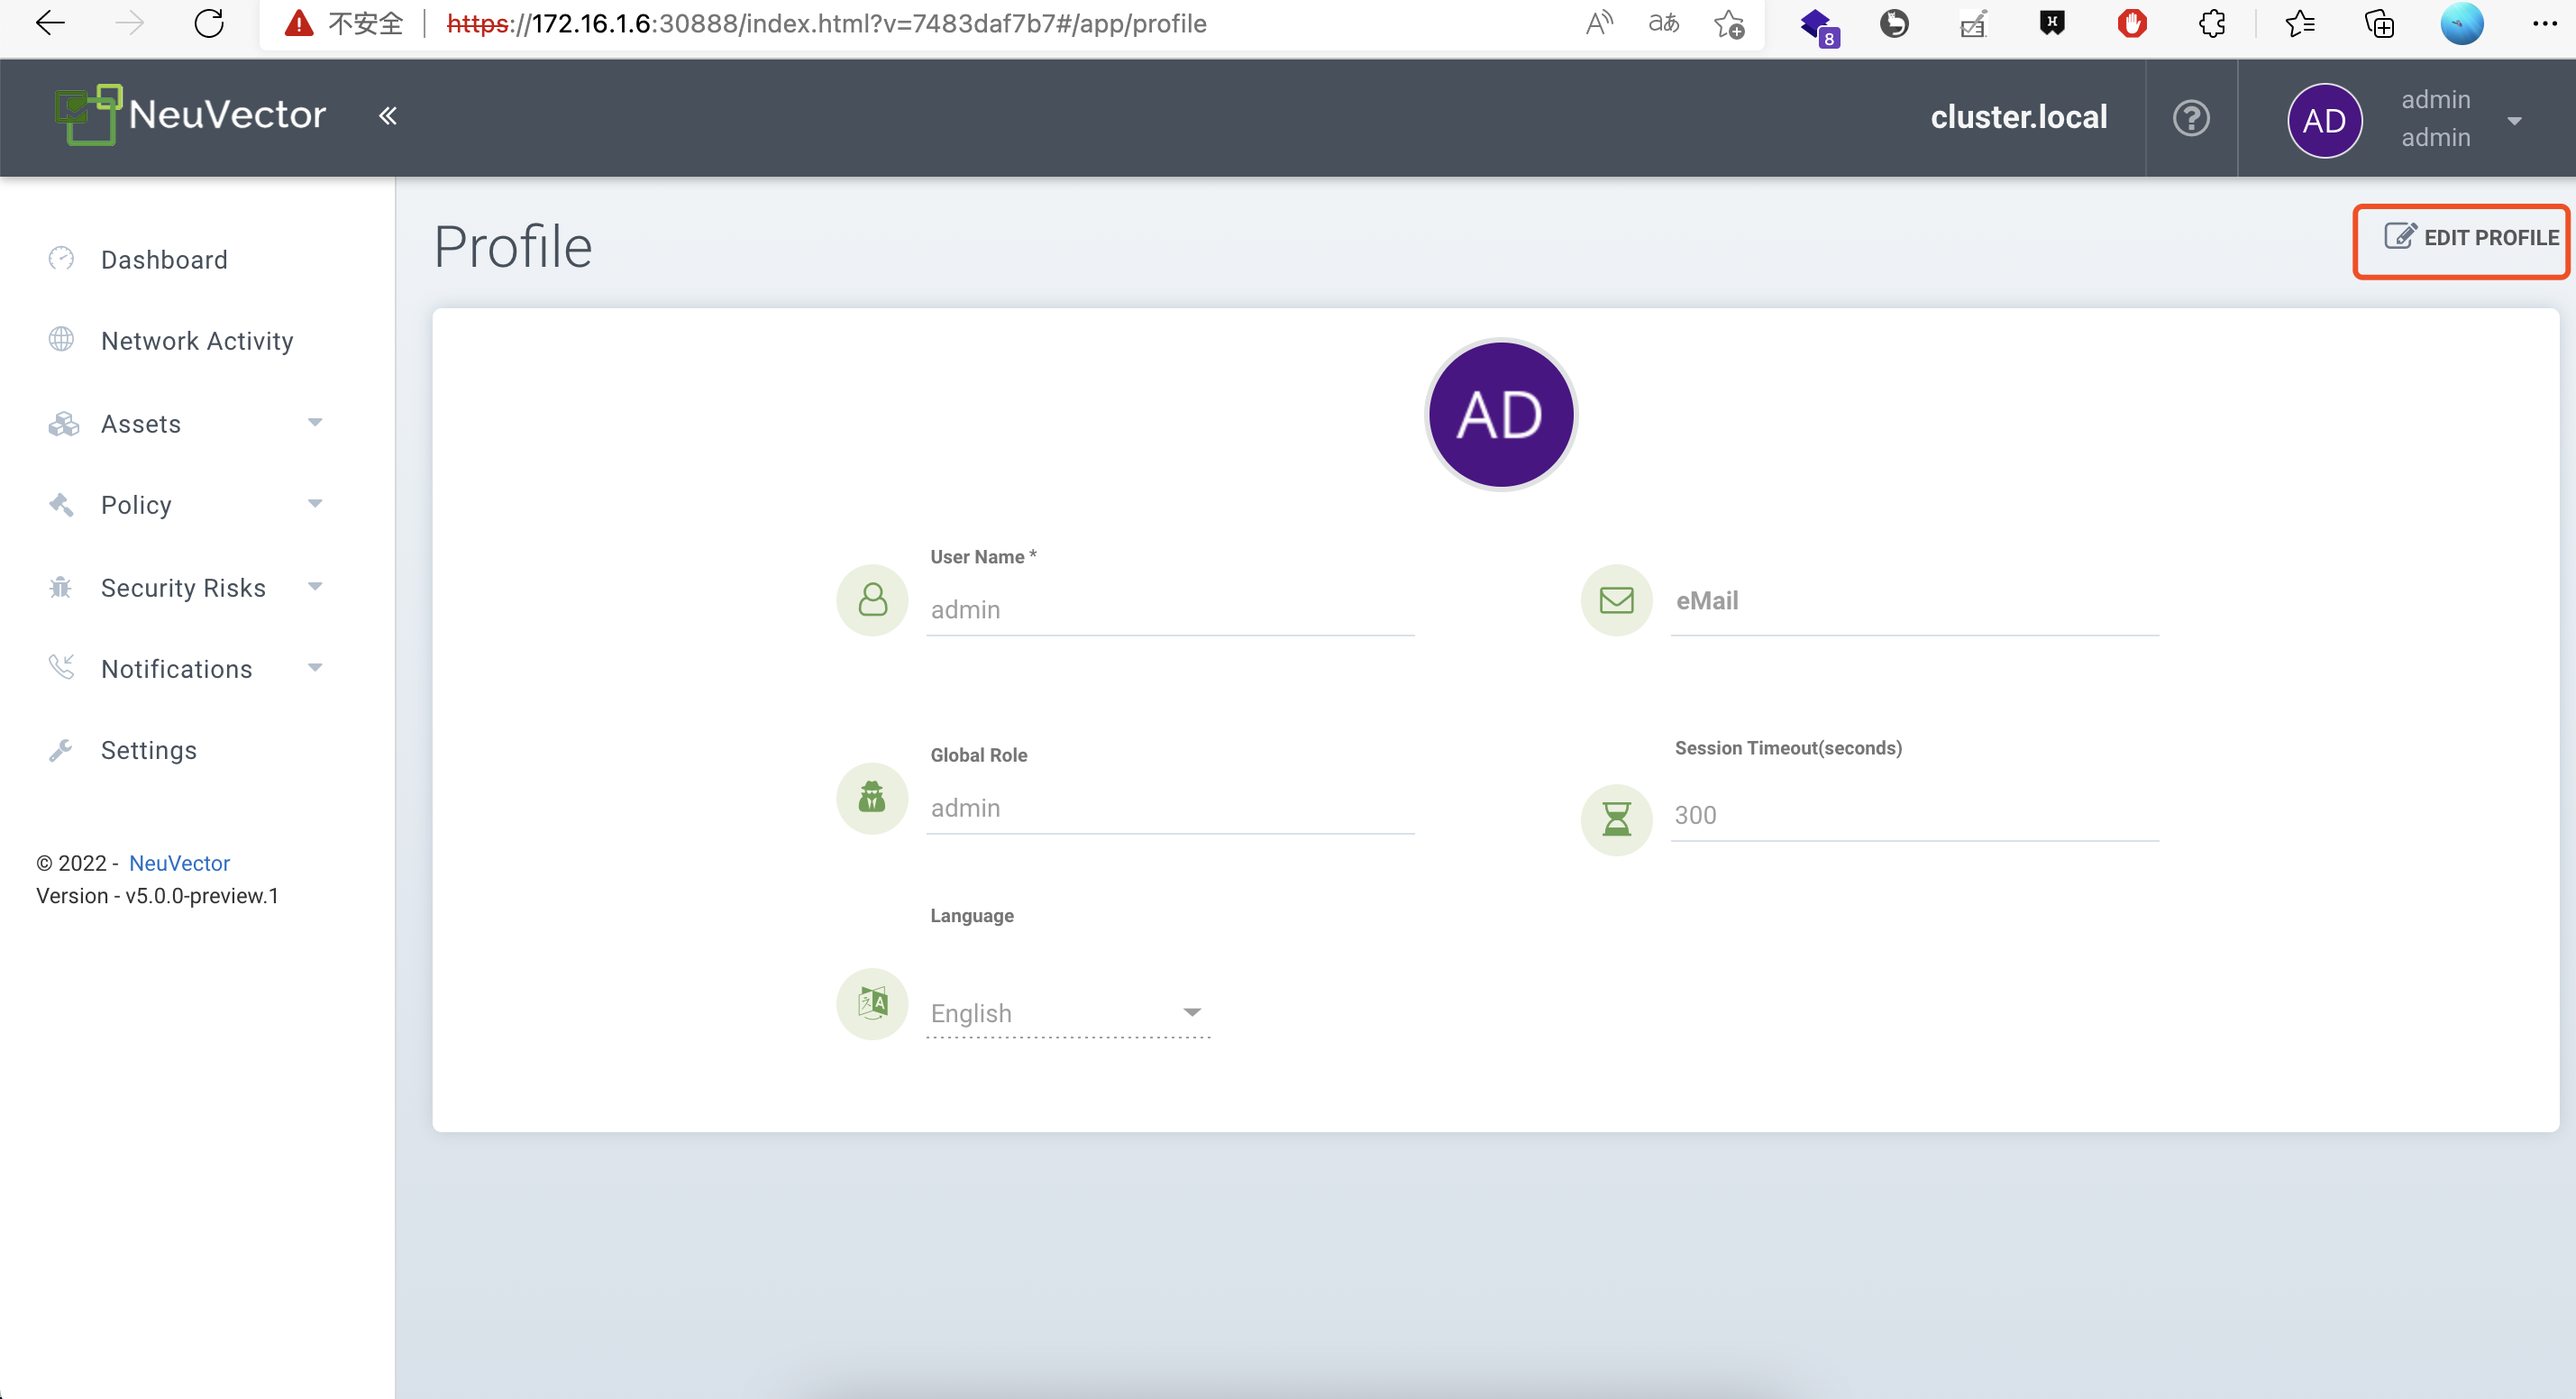 不安全 https://172.16.1.6:30888/index.html?v=7483daf7b7#/app/profile
8
NeuVector
cluster.local
AD
admin
admin
Dashboard
Network Activity
Assets
Policy
Security Risks
Notifications
Settings
© 2022 - NeuVector
Version - v5.0.0-preview.1
Profile
EDIT PROFILE
AD
User Name *
admin
eMail
Global Role
admin
Session Timeout(seconds)
300
Language
English